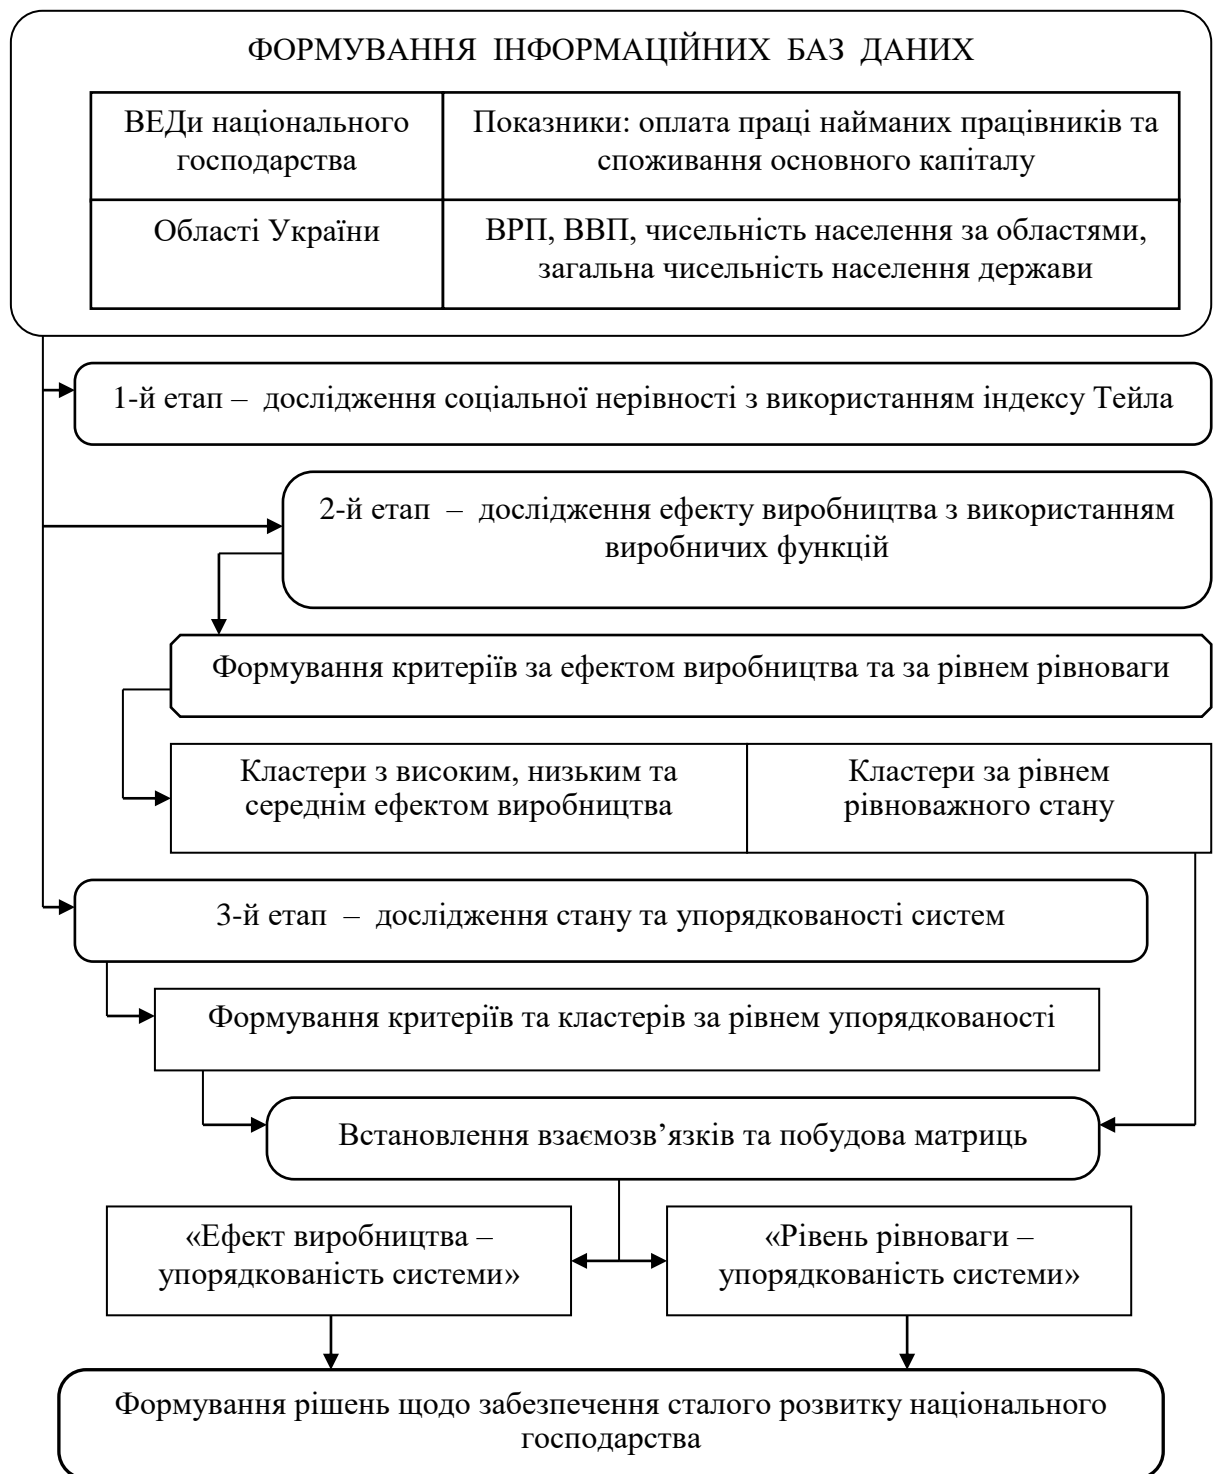 ФОРМУВАННЯ ІНФОРМАЦІЙНИХ БАЗ ДАНИХ
ВЕДи національного
господарства
Показники: оплата праці найманих працівників та
споживання основного капіталу
Області України
ВРП, ВВП, чисельність населення за областями,
загальна чисельність населення держави
1-й етап – дослідження соціальної нерівності з використанням індексу Тейла
2-й етап – дослідження ефекту виробництва з використанням
виробничих функцій
Формування критеріїв за ефектом виробництва та за рівнем рівноваги
Кластери з високим, низьким та
середнім ефектом виробництва
Кластери за рівнем
рівноважного стану
3-й етап – дослідження стану та упорядкованості систем
Формування критеріїв та кластерів за рівнем упорядкованості
Встановлення взаємозв’язків та побудова матриць
«Ефект виробництва –
упорядкованість системи»
«Рівень рівноваги –
упорядкованість системи»
Формування рішень щодо забезпечення сталого розвитку національного
господарства